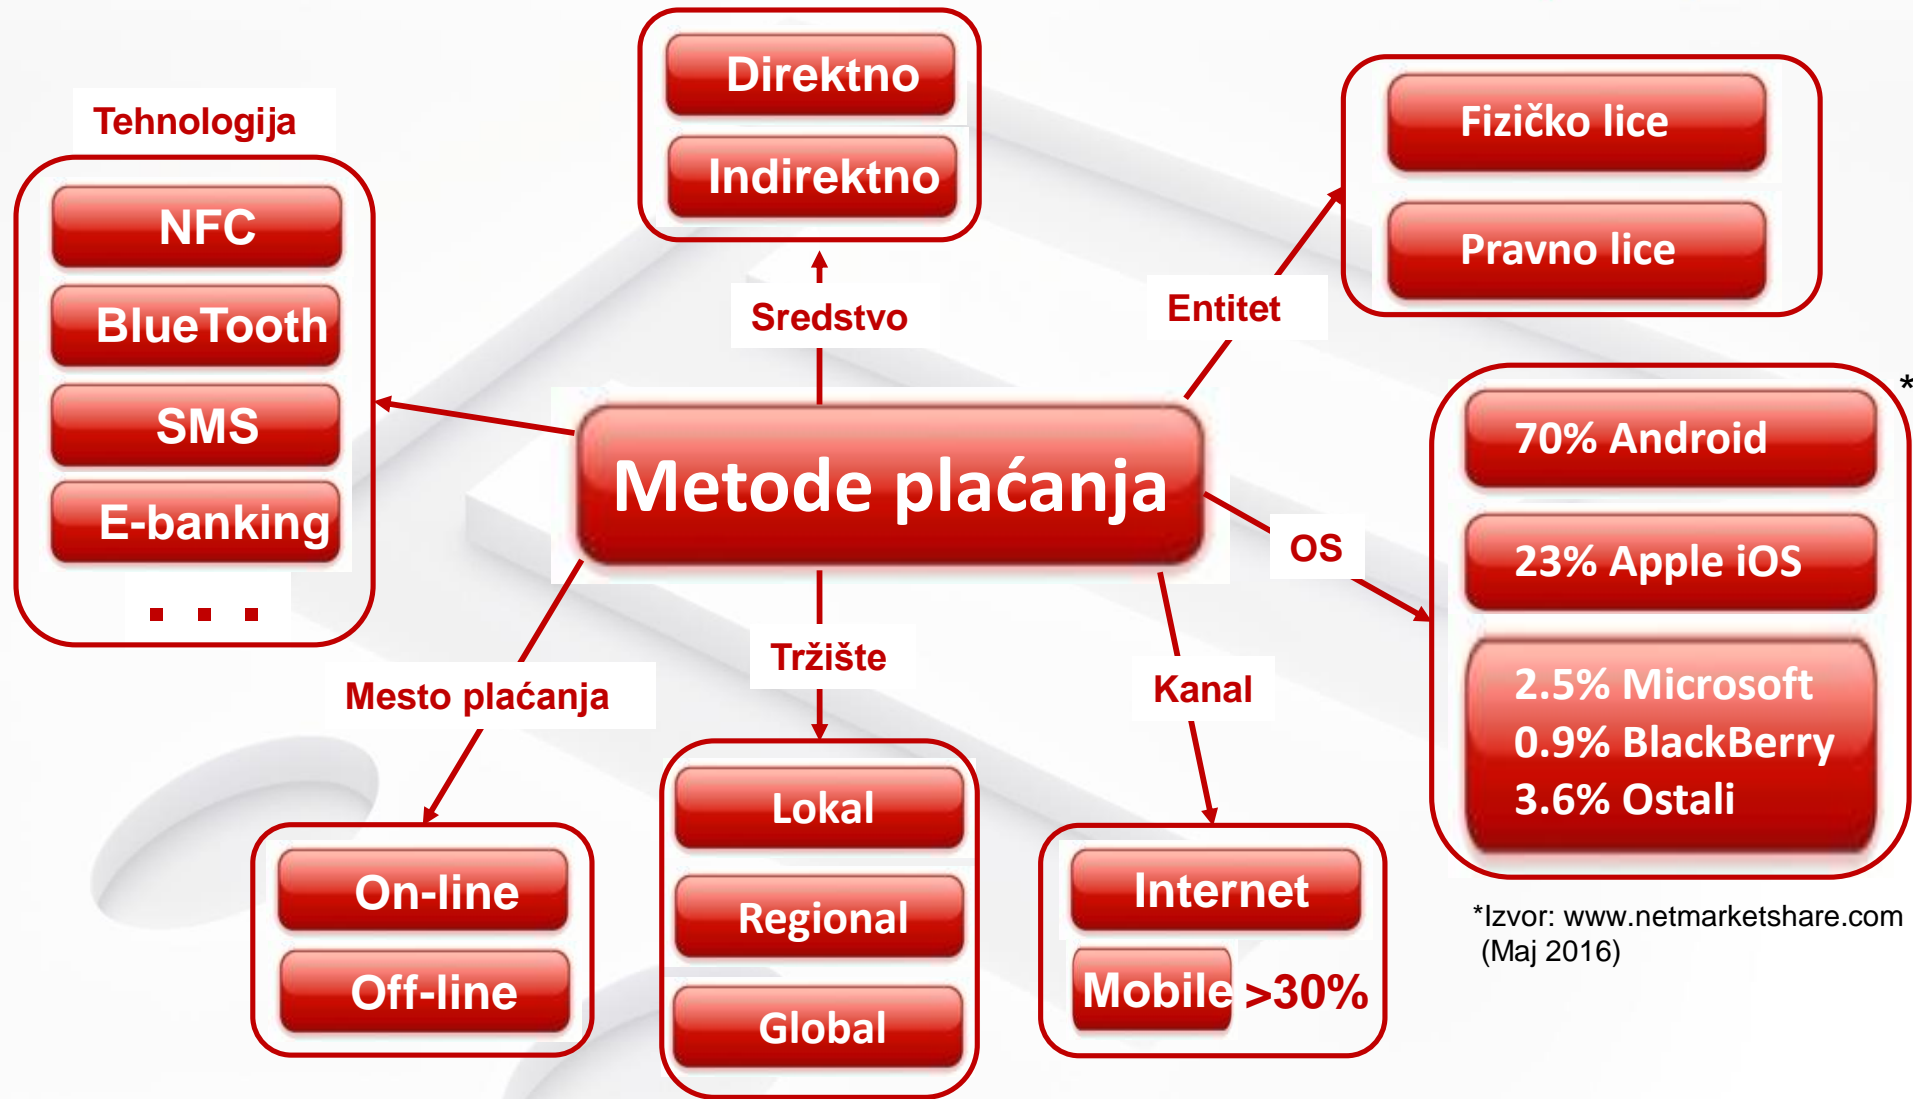 Tehnologija
NFC
BlueTooth
SMS
E-banking
. . .
Direktno
Indirektno
Sredstvo
Fizičko lice
Pravno lice
Entitet
Metode plaćanja
OS
*
70% Android
23% Apple iOS
2.5% Microsoft
0.9% BlackBerry
3.6% Ostali
*Izvor: www.netmarketshare.com
(Maj 2016)
Mesto plaćanja
On-line
Off-line
Tržište
Lokal
Regional
Global
Kanal
Internet
Mobile >30%